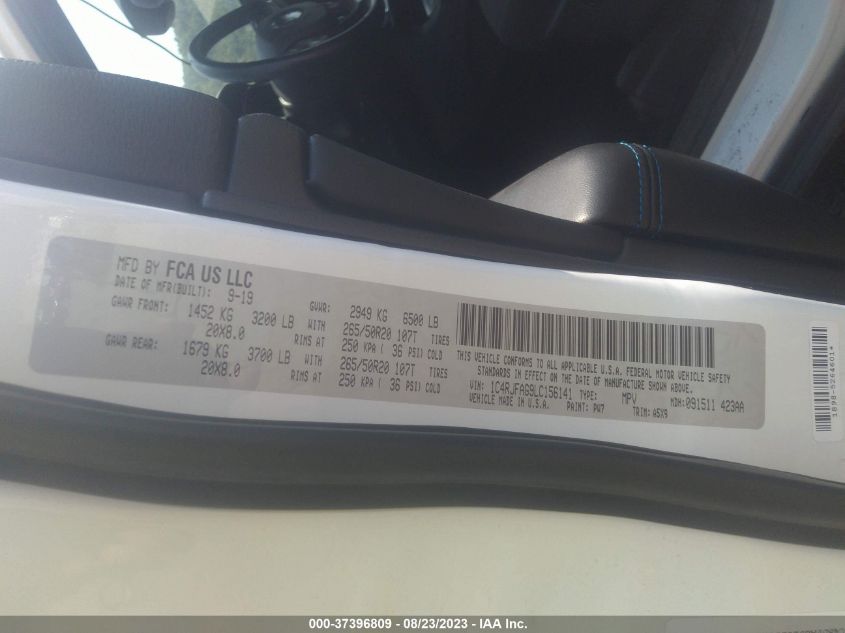 MFD BY FCA US LLC
DATE OF MFR(BUILT): 9-19
GVWR: 2949 KG 6500 LB
GAWR FRONT: 1452 KG 3200 LB WITH 265/50R20 107T TIRES
20X8.0 RIMS AT 250 KPA ( 36 PSI) COLD
GAWR REAR: 1679 KG 3700 LB WITH 265/50R20 107T TIRES
20X8.0 RIMS AT 250 KPA ( 36 PSI) COLD
THIS VEHICLE CONFORMS TO ALL APPLICABLE U.S.A. FEDERAL MOTOR VEHICLE SAFETY
STANDARDS IN EFFECT ON THE DATE OF MANUFACTURE SHOWN ABOVE.
VIN: 1C4RJFAG9LC156141 TYPE: MPV MDH:091511 423AA
VEHICLE MADE IN U.S.A. PAINT: PW7 TRIM: A5X9
1898-52646014
000-37396809 / 08/23/2023 - IAA Inc.